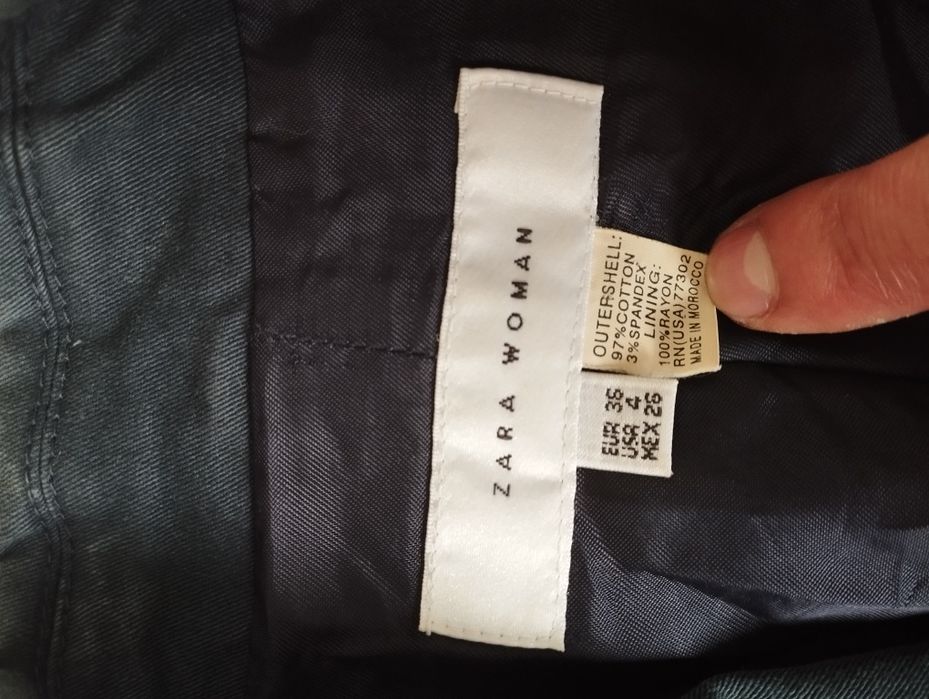 ZARA WOMAN
OUTERSHELL:
97%COTTON
3%SPANDEX
LINING:
100%RAYON
RN(USA)77302
MADE IN MOROCCO
EUR 36
USA 4
MEX 26